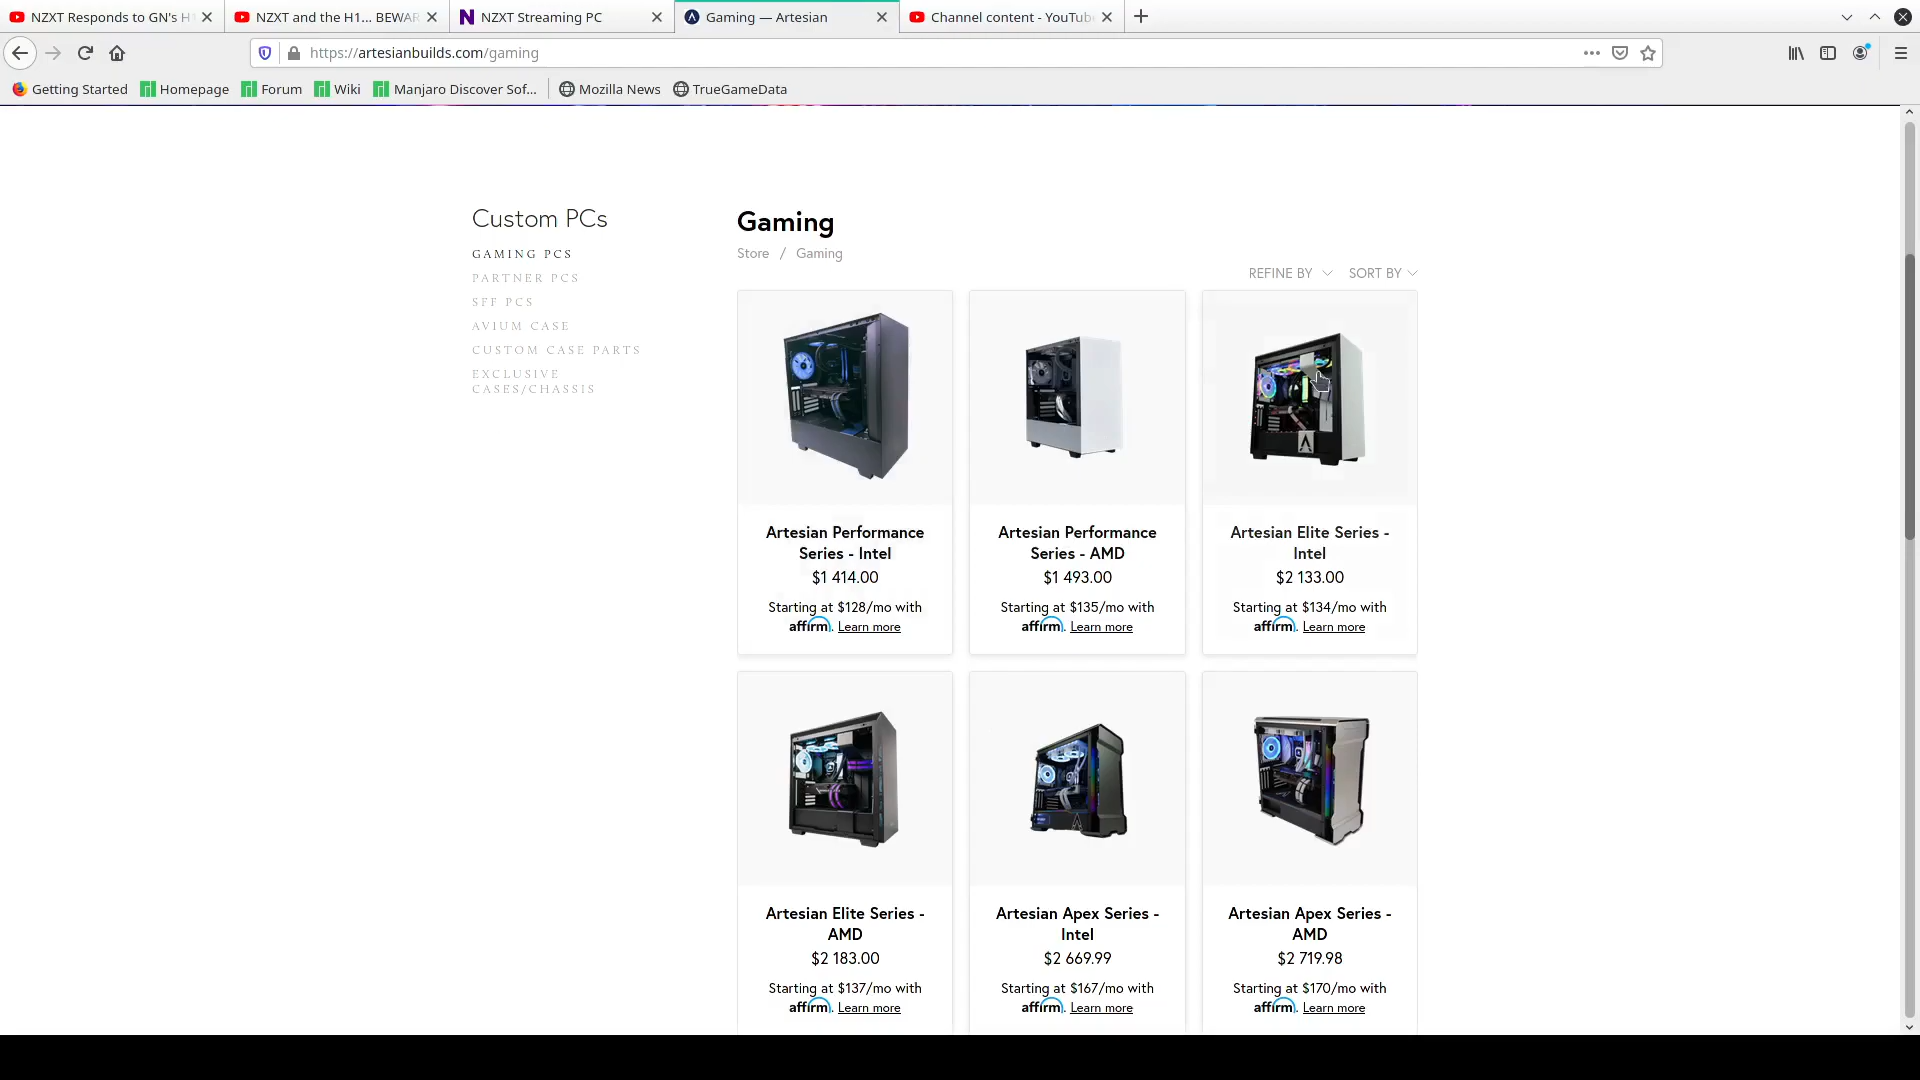 NZXT Responds to GN's H
NZXT and the H1... BEWAR
NZXT Streaming PC
Gaming — Artesian
Channel content - YouTube
https://artesianbuilds.com/gaming
Getting Started
Homepage
Forum
Wiki
Manjaro Discover Sof...
Mozilla News
TrueGameData
Custom PCs
GAMING PCS
PARTNER PCS
SFF PCS
AVIUM CASE
CUSTOM CASE PARTS
EXCLUSIVE
CASES/CHASSIS
Gaming
Store / Gaming
REFINE BY
SORT BY
Artesian Performance
Series - Intel
$1 414.00
Starting at $128/mo with
affirm. Learn more
Artesian Performance
Series - AMD
$1 493.00
Starting at $135/mo with
affirm. Learn more
Artesian Elite Series -
Intel
$2 133.00
Starting at $134/mo with
affirm. Learn more
Artesian Elite Series -
AMD
$2 183.00
Starting at $137/mo with
affirm. Learn more
Artesian Apex Series -
Intel
$2 669.99
Starting at $167/mo with
affirm. Learn more
Artesian Apex Series -
AMD
$2 719.98
Starting at $170/mo with
affirm. Learn more